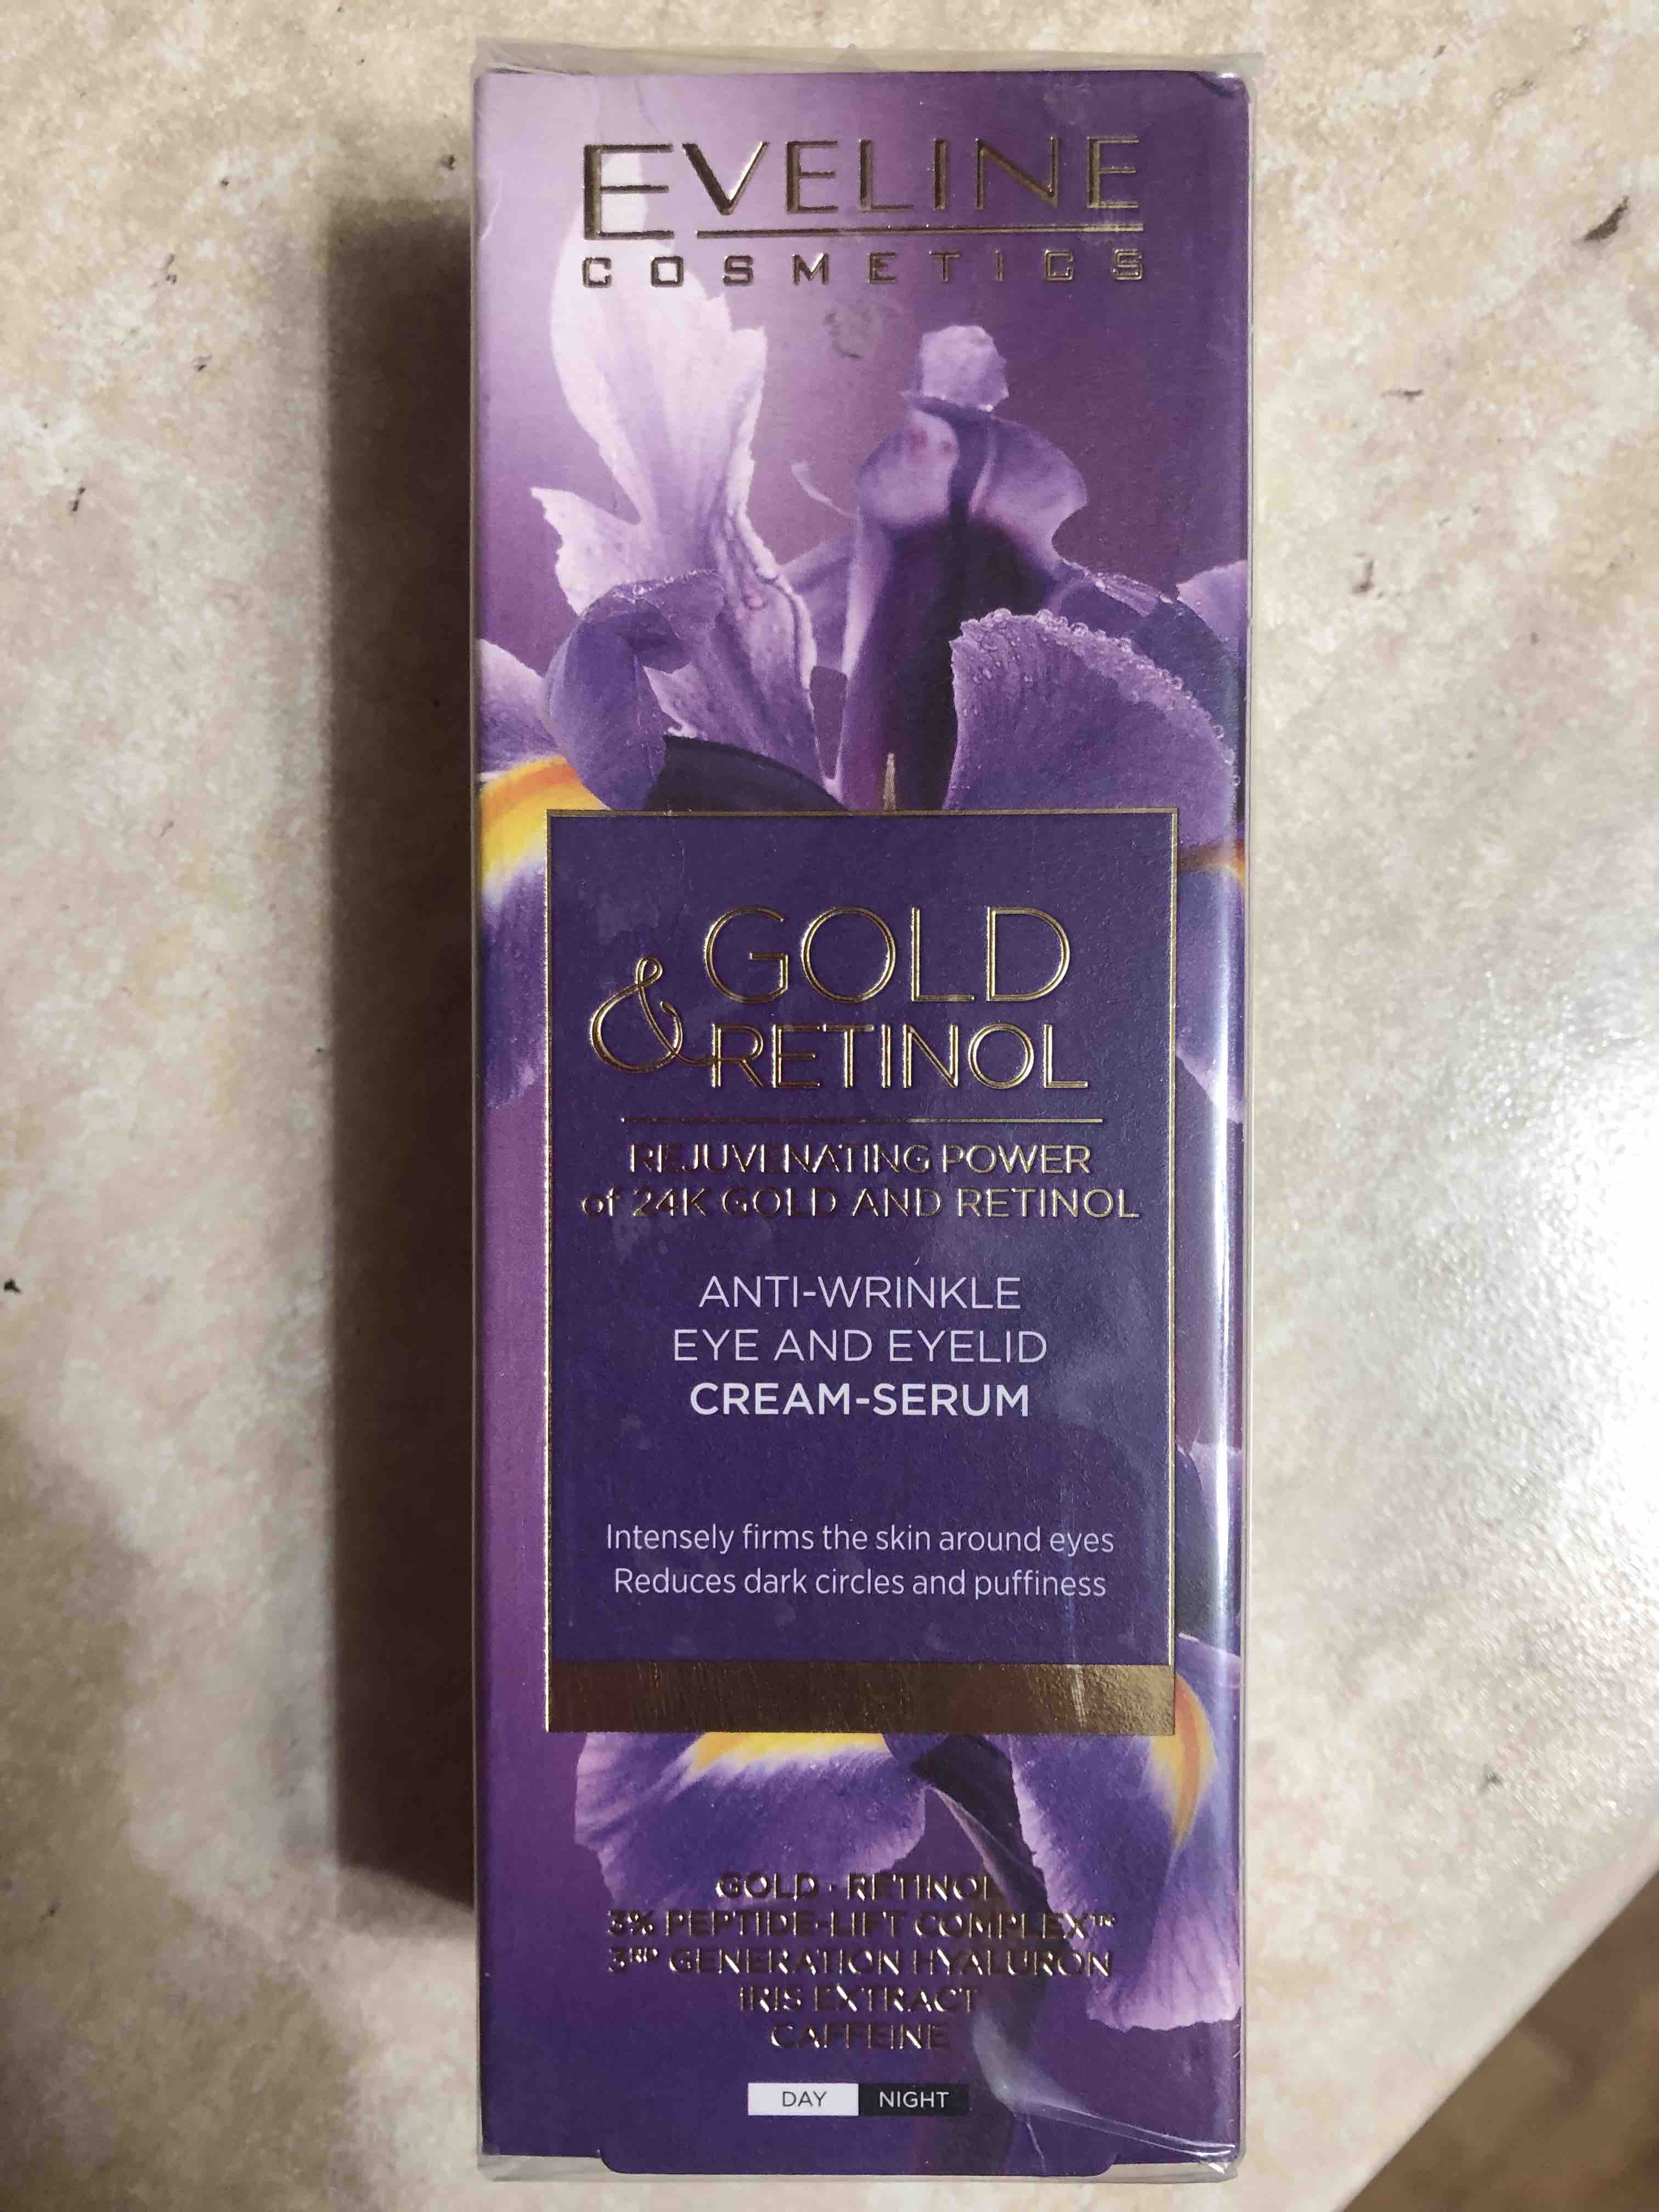 EVELINE
COSMETICS
GOLD
& RETINOL
REJUVENATING POWER
of 24K GOLD AND RETINOL
ANTI-WRINKLE
EYE AND EYELID
CREAM-SERUM
Intensely firms the skin around eyes
Reduces dark circles and puffiness
GOLD · RETINOL
3% PEPTIDE-LIFT COMPLEX™
3RD GENERATION HYALURON
IRIS EXTRACT
CAFFEINE
DAY NIGHT